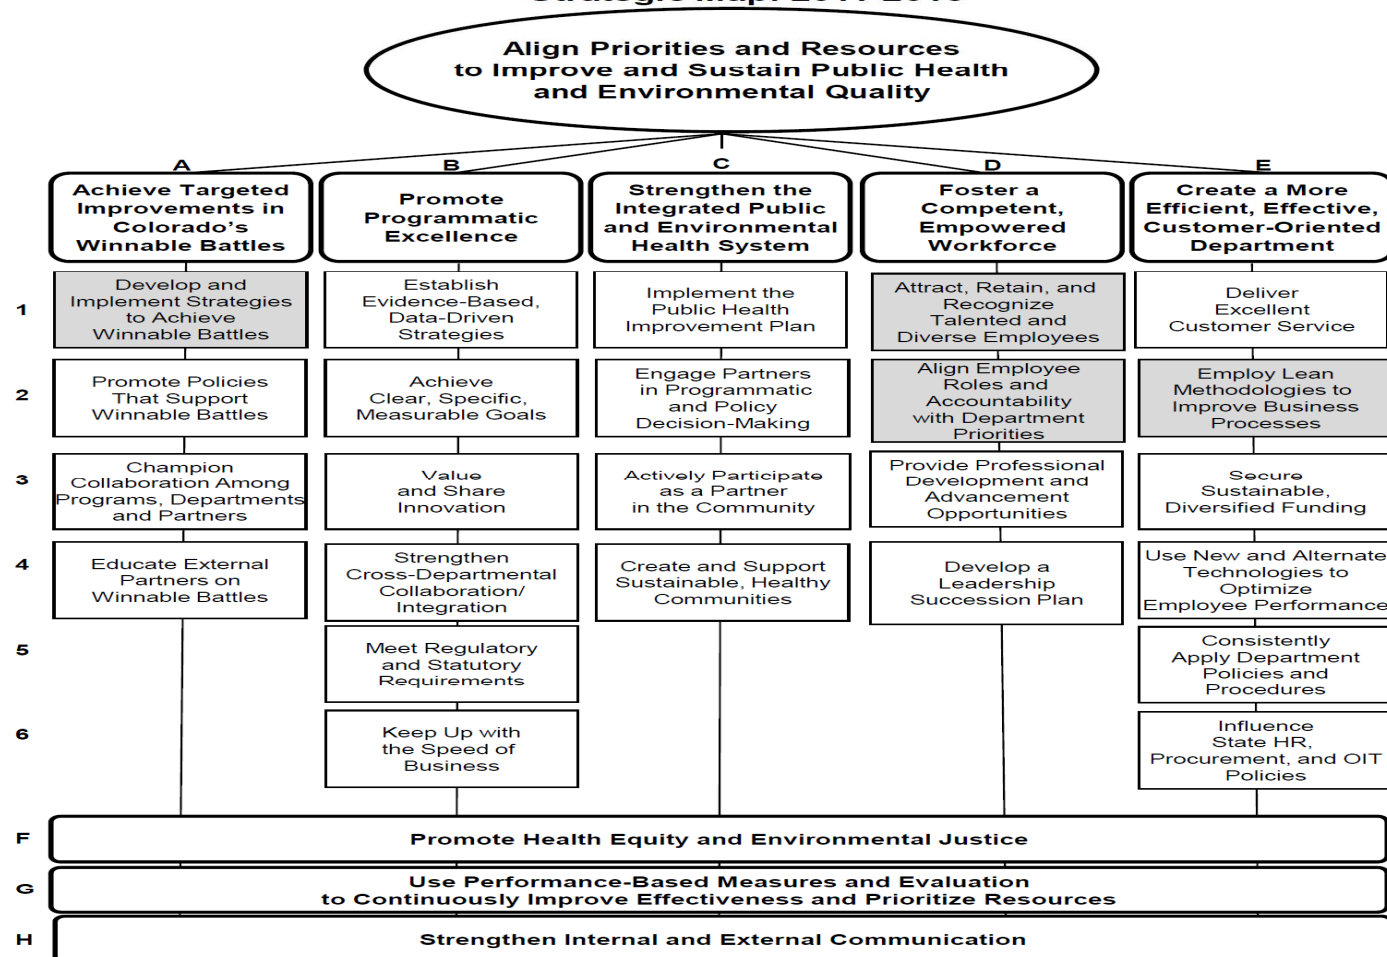 Align Priorities and Resources
to Improve and Sustain Public Health
and Environmental Quality
A
B
C
D
E
Achieve Targeted
Improvements in
Colorado's
Winnable Battles
Promote
Programmatic
Excellence
Strengthen the
Integrated Public
and Environmental
Health System
Foster a
Competent,
Empowered
Workforce
Create a More
Efficient, Effective,
Customer-Oriented
Department
1
Develop and
Implement Strategies
to Achieve
Winnable Battles
Establish
Evidence-Based,
Data-Driven
Strategies
Implement the
Public Health
Improvement Plan
Attract, Retain, and
Recognize
Talented and
Diverse Employees
Deliver
Excellent
Customer Service
2
Promote Policies
That Support
Winnable Battles
Achieve
Clear, Specific,
Measurable Goals
Engage Partners
in Programmatic
and Policy
Decision-Making
Align Employee
Roles and
Accountability
with Department
Priorities
Employ Lean
Methodologies to
Improve Business
Processes
3
Champion
Collaboration Among
Programs, Departments
and Partners
Value
and Share
Innovation
Actively Participate
as a Partner
in the Community
Provide Professional
Development and
Advancement
Opportunities
Secure
Sustainable,
Diversified Funding
4
Educate External
Partners on
Winnable Battles
Strengthen
Cross-Departmental
Collaboration/
Integration
Create and Support
Sustainable, Healthy
Communities
Develop a
Leadership
Succession Plan
Use New and Alternate
Technologies to
Optimize
Employee Performance
5
Meet Regulatory
and Statutory
Requirements
Consistently
Apply Department
Policies and
Procedures
6
Keep Up with
the Speed of
Business
Influence
State HR,
Procurement, and OIT
Policies
F
Promote Health Equity and Environmental Justice
G
Use Performance-Based Measures and Evaluation
to Continuously Improve Effectiveness and Prioritize Resources
H
Strengthen Internal and External Communication